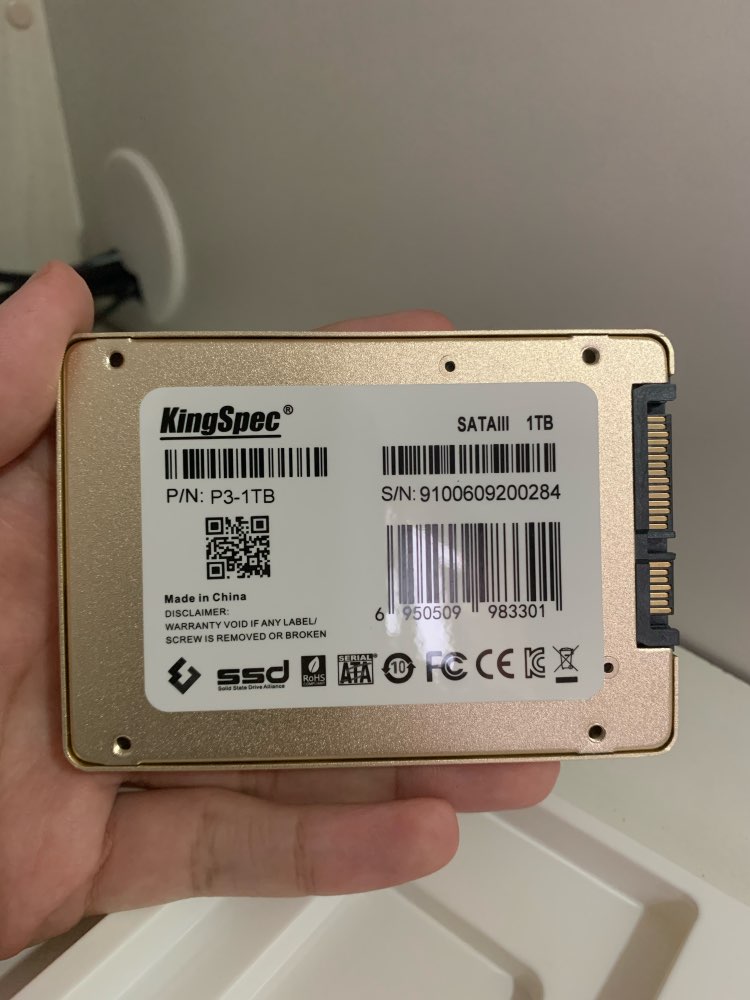 KingSpec®
SATAIII 1TB
P/N: P3-1TB
S/N: 9100609200284
6 950509 983301
Made in China
DISCLAIMER:
WARRANTY VOID IF ANY LABEL/
SCREW IS REMOVED OR BROKEN
ssd
Solid State Drive Alliance
RoHS
COMPLIANT
SERIAL
ATA
10
FC
CE